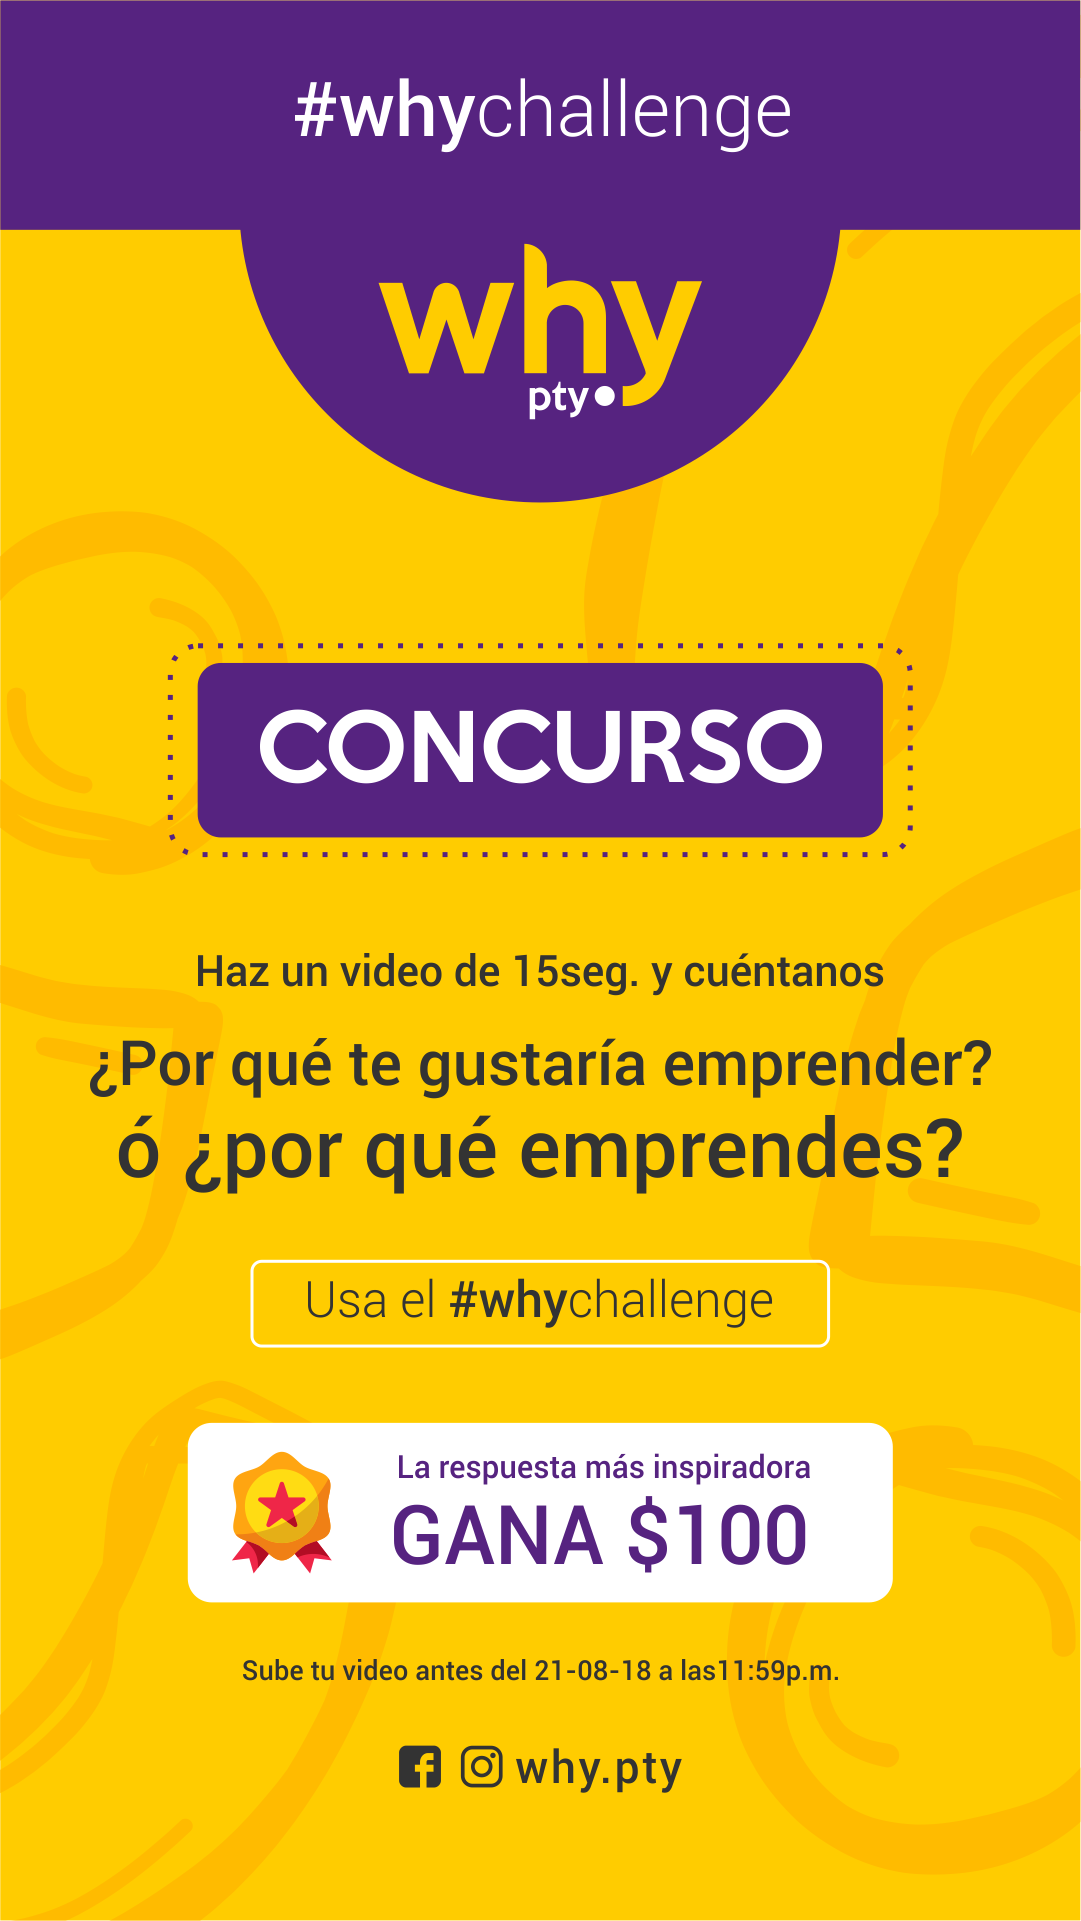 #whychallenge
why
pty
CONCURSO
Haz un video de 15seg. y cuéntanos
¿Por qué te gustaría emprender?
ó ¿por qué emprendes?
Usa el #whychallenge
La respuesta más inspiradora
GANA $100
Sube tu video antes del 21-08-18 a las11:59p.m.
why.pty